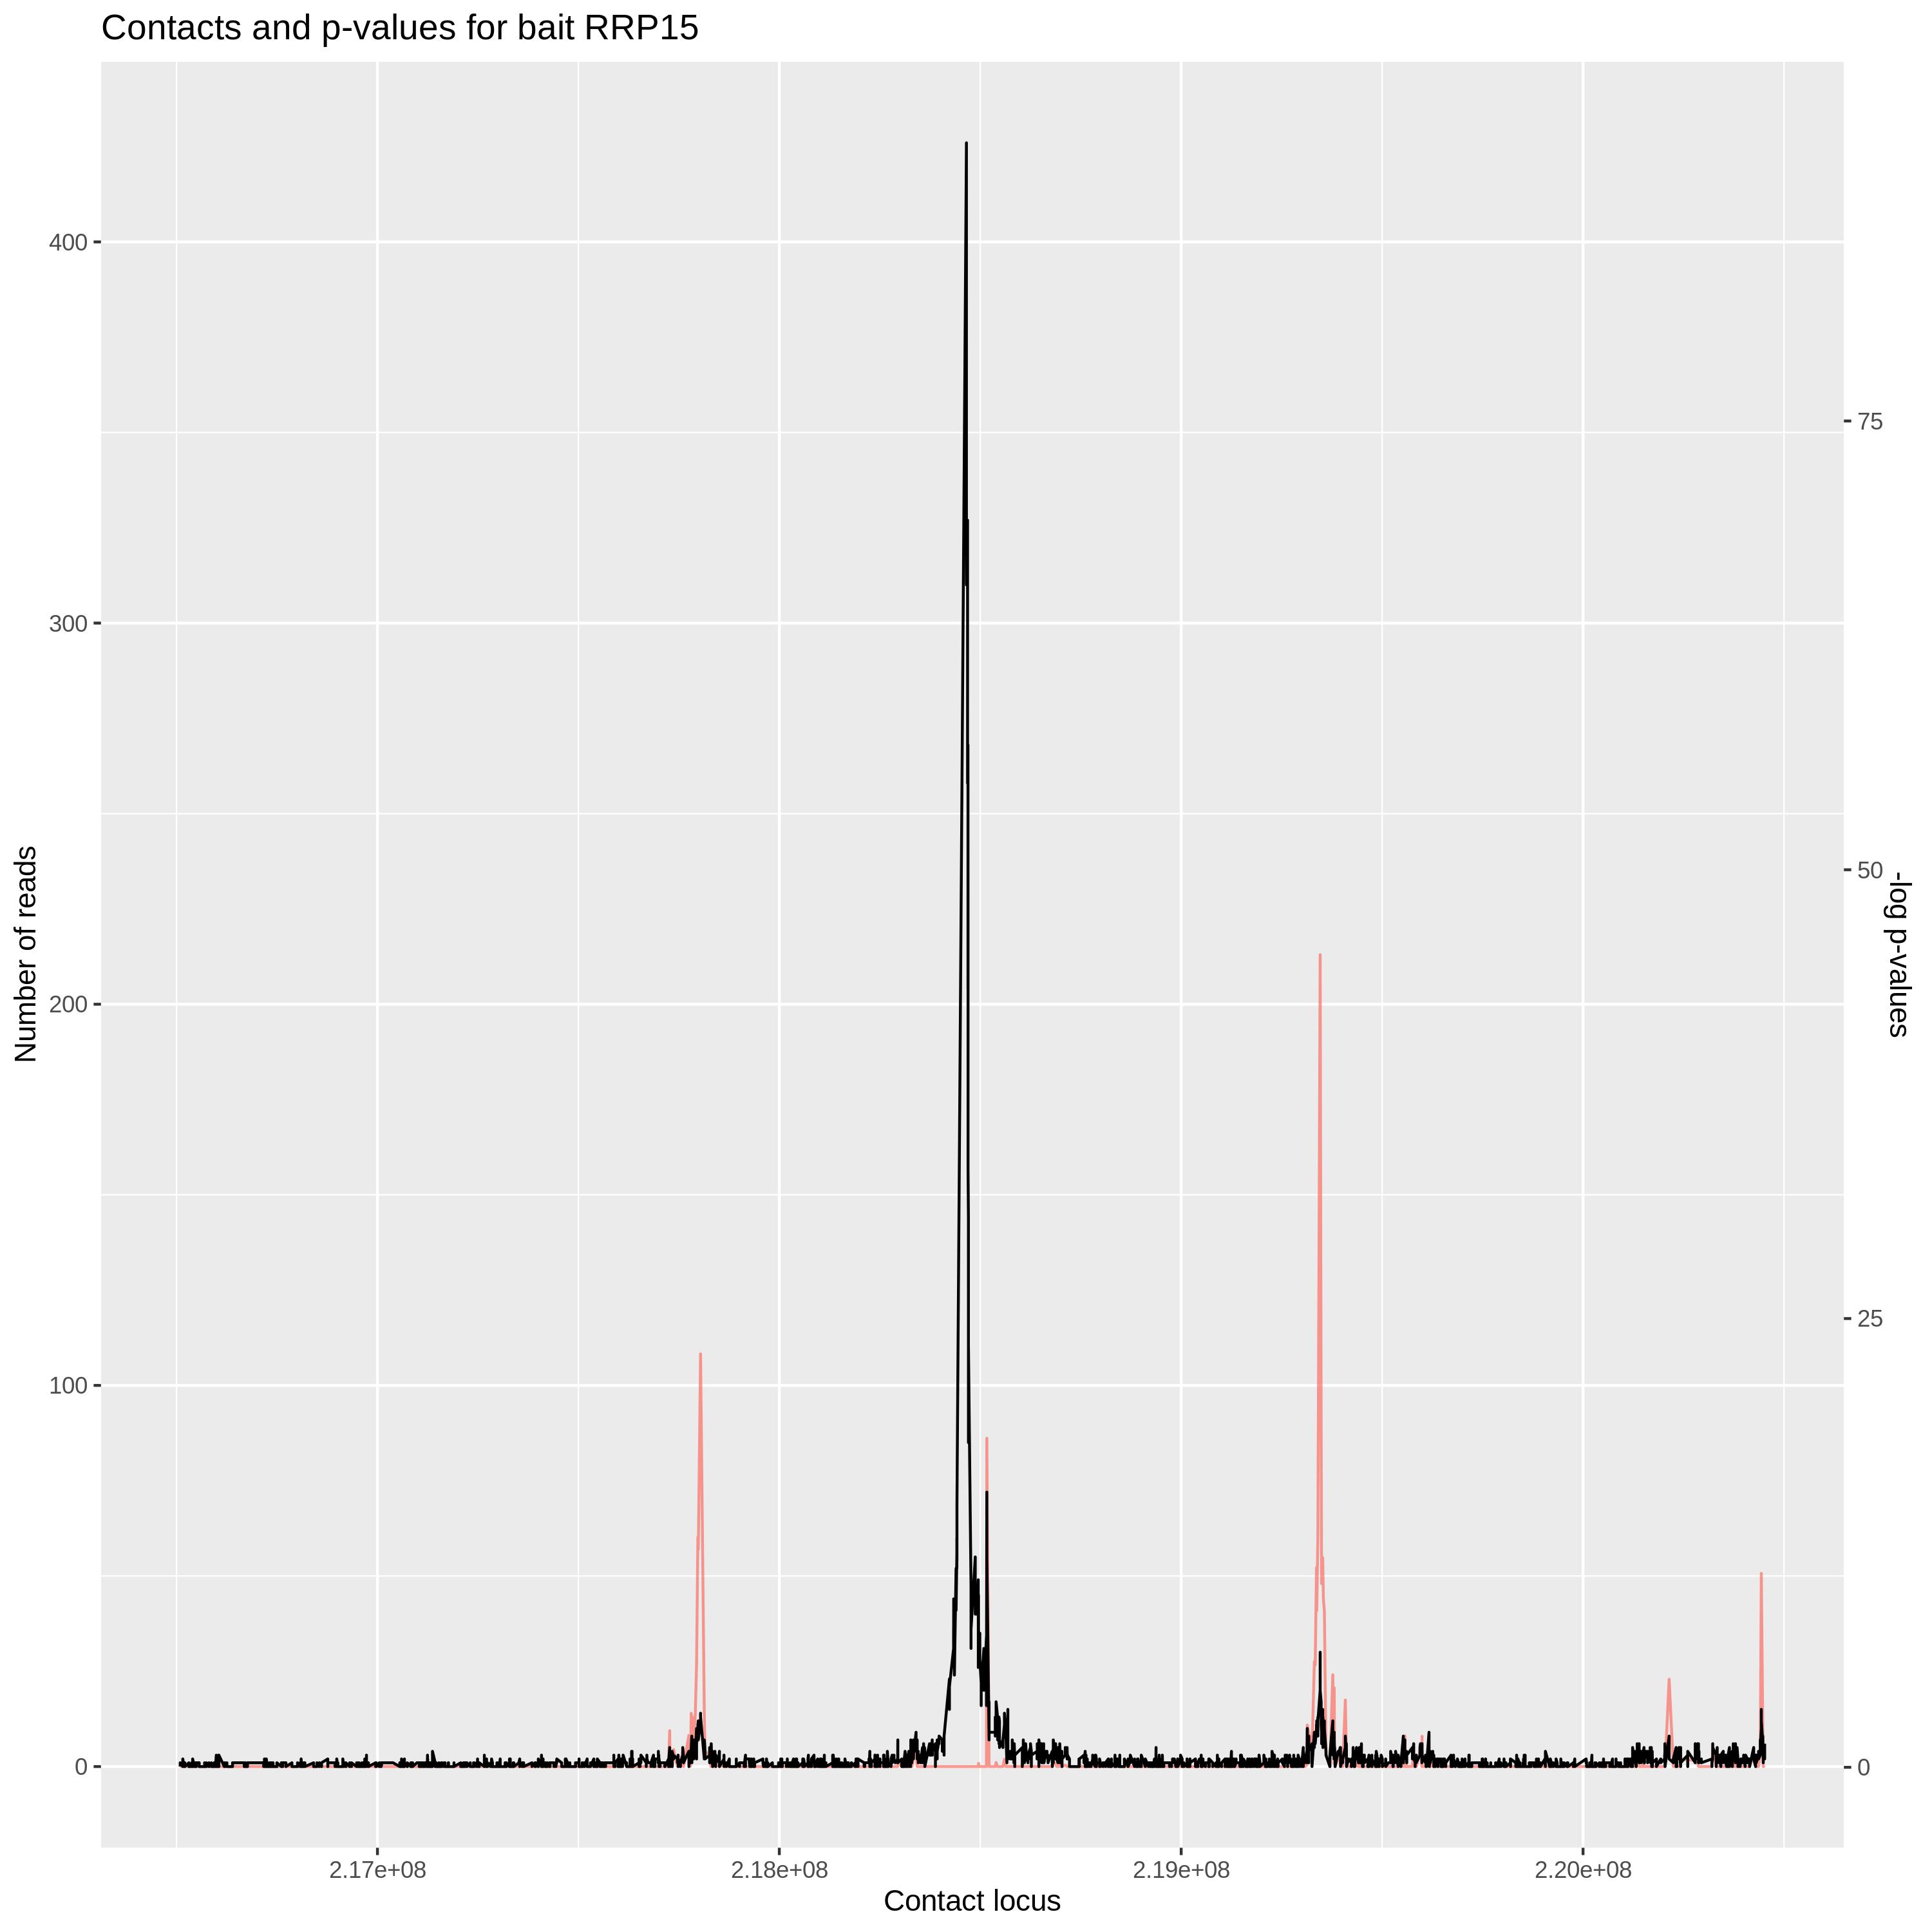 Contacts and p-values for bait RRP15
400
300
200
100
0
Number of reads
75
50
25
0
-log p-values
2.17e+08
2.18e+08
2.19e+08
2.20e+08
Contact locus